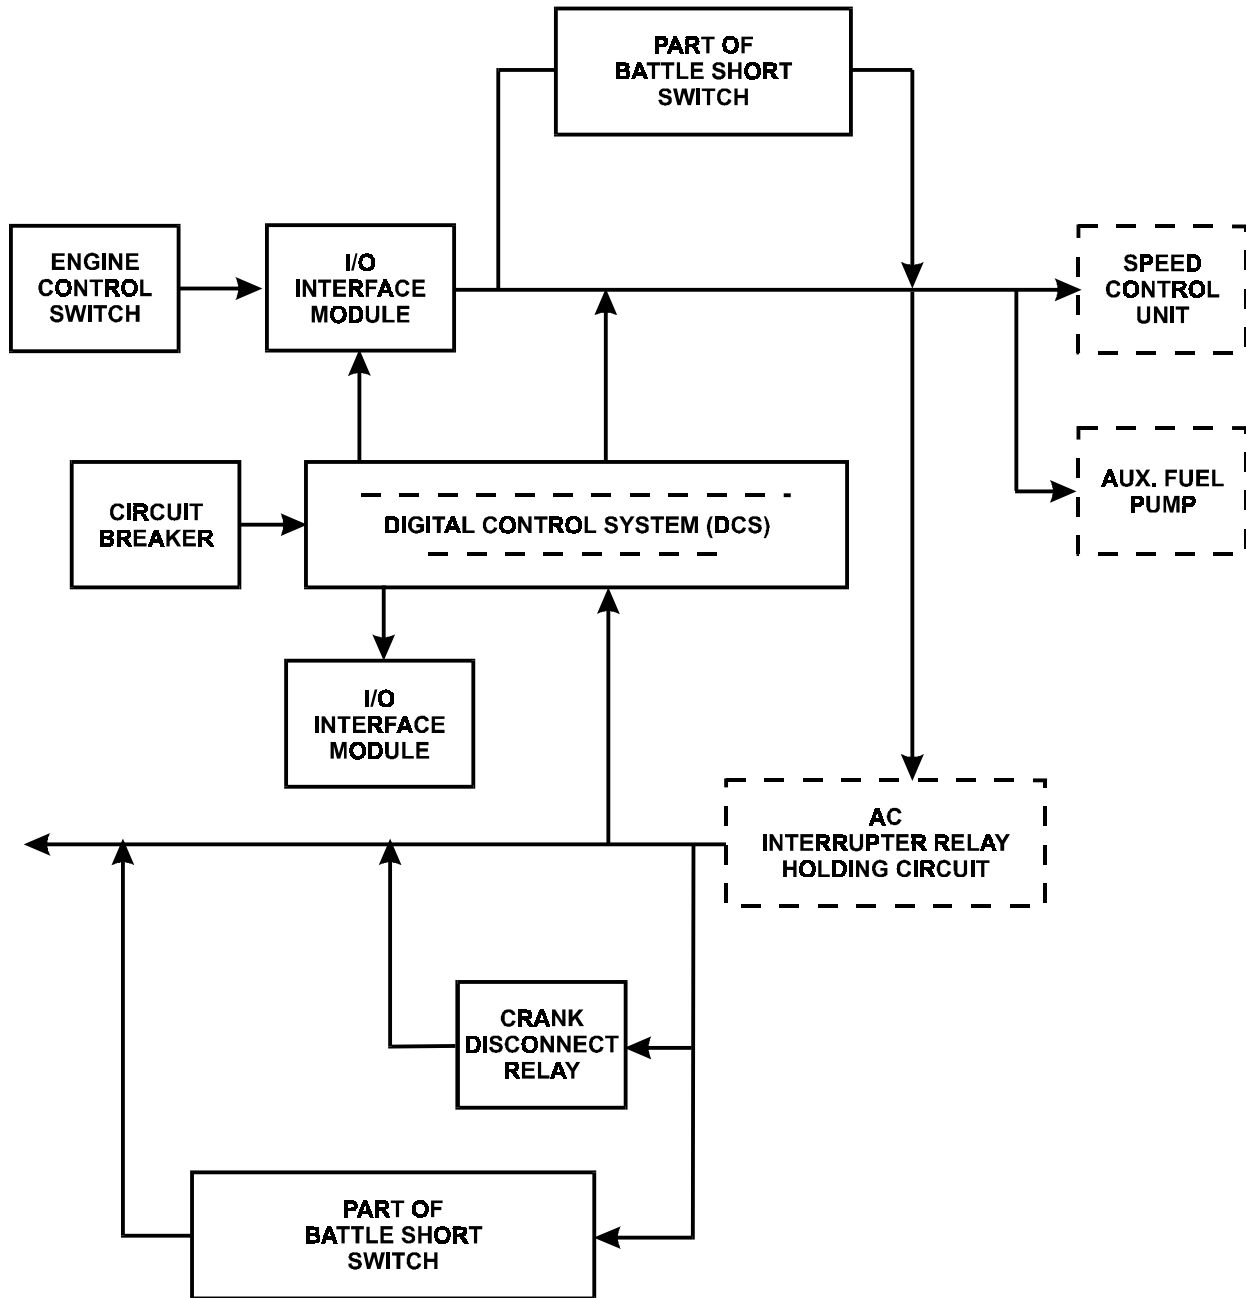 PART OF
BATTLE SHORT
SWITCH
ENGINE
CONTROL
SWITCH
I/O
INTERFACE
MODULE
SPEED
CONTROL
UNIT
CIRCUIT
BREAKER
DIGITAL CONTROL SYSTEM (DCS)
AUX. FUEL
PUMP
I/O
INTERFACE
MODULE
AC
INTERRUPTER RELAY
HOLDING CIRCUIT
CRANK
DISCONNECT
RELAY
PART OF
BATTLE SHORT
SWITCH